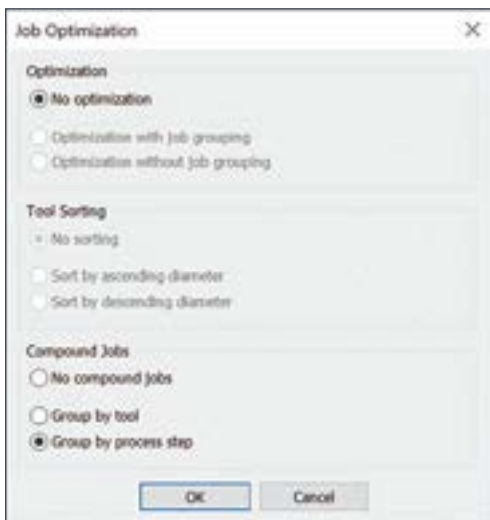 Job Optimization
Optimization
No optimization
Optimization with job grouping
Optimization without job grouping
Tool Sorting
No sorting
Sort by ascending diameter
Sort by descending diameter
Compound Jobs
No compound jobs
Group by tool
Group by process step
OK
Cancel